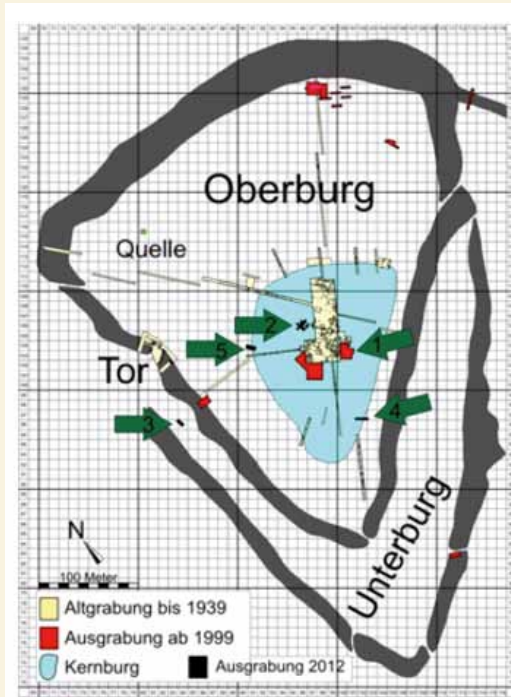 Oberburg
Quelle
2
1
5
Tor
3
4
Unterburg
N
100 Meter
Altgrabung bis 1939
Ausgrabung ab 1999
Kernburg
Ausgrabung 2012